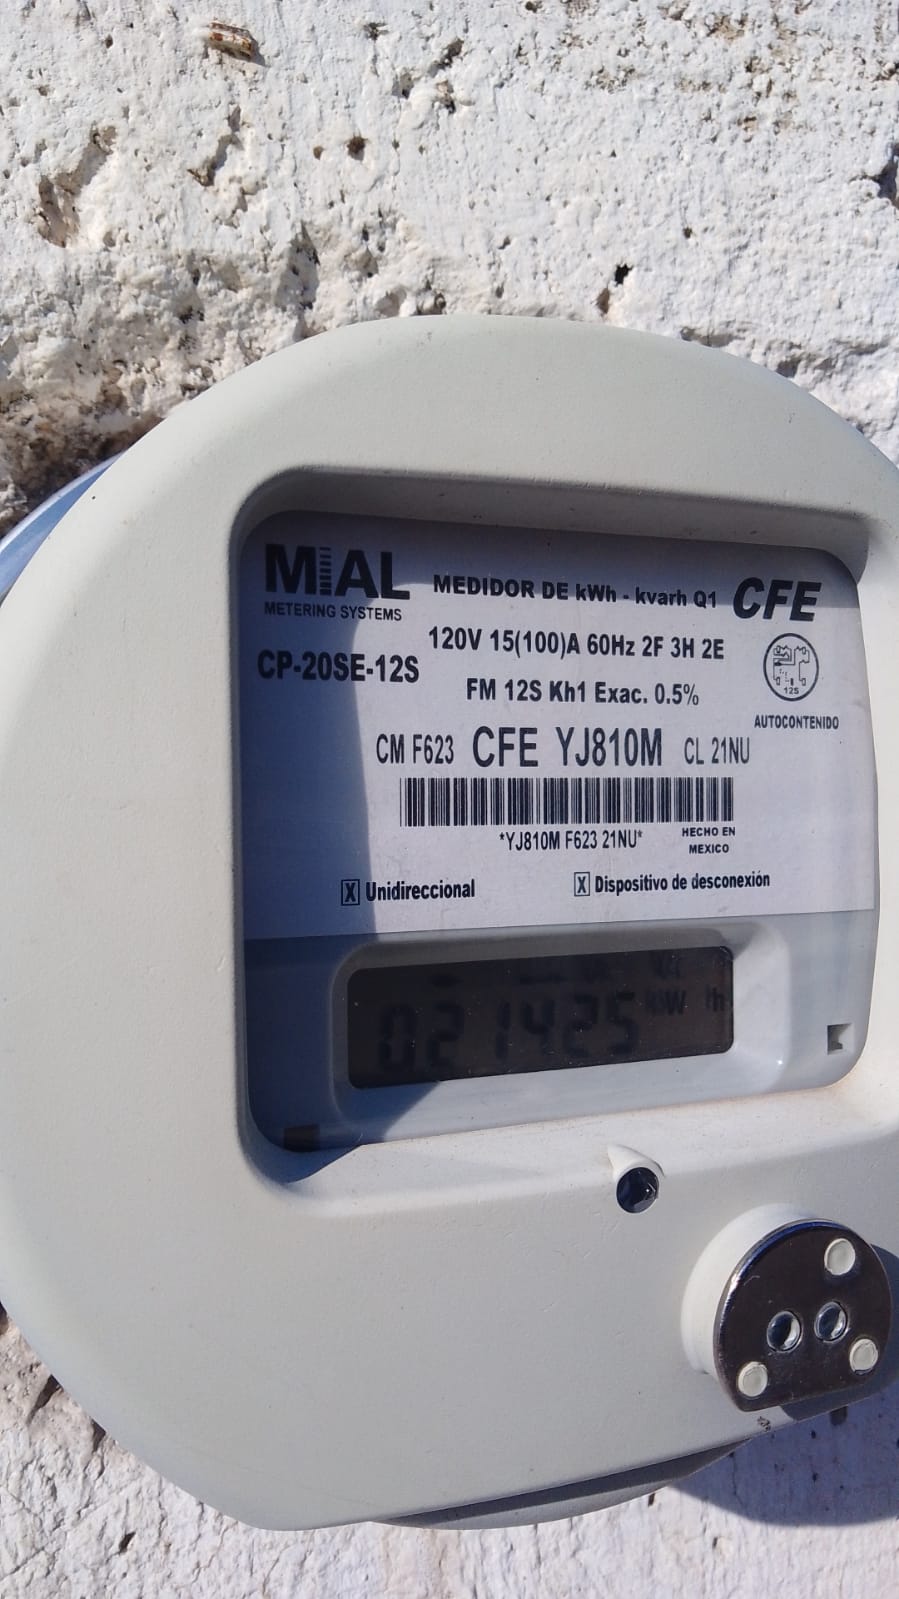 MIAL
METERING SYSTEMS
MEDIDOR DE kWh - kvarh Q1
CFE
120V 15(100)A 60Hz 2F 3H 2E
CP-20SE-12S
FM 12S Kh1 Exac. 0.5%
12S
AUTOCONTENIDO
CM F623 CFE YJ810M CL 21NU
*YJ810M F623 21NU*
HECHO EN
MEXICO
X Unidireccional
X Dispositivo de desconexión
021425 kW h